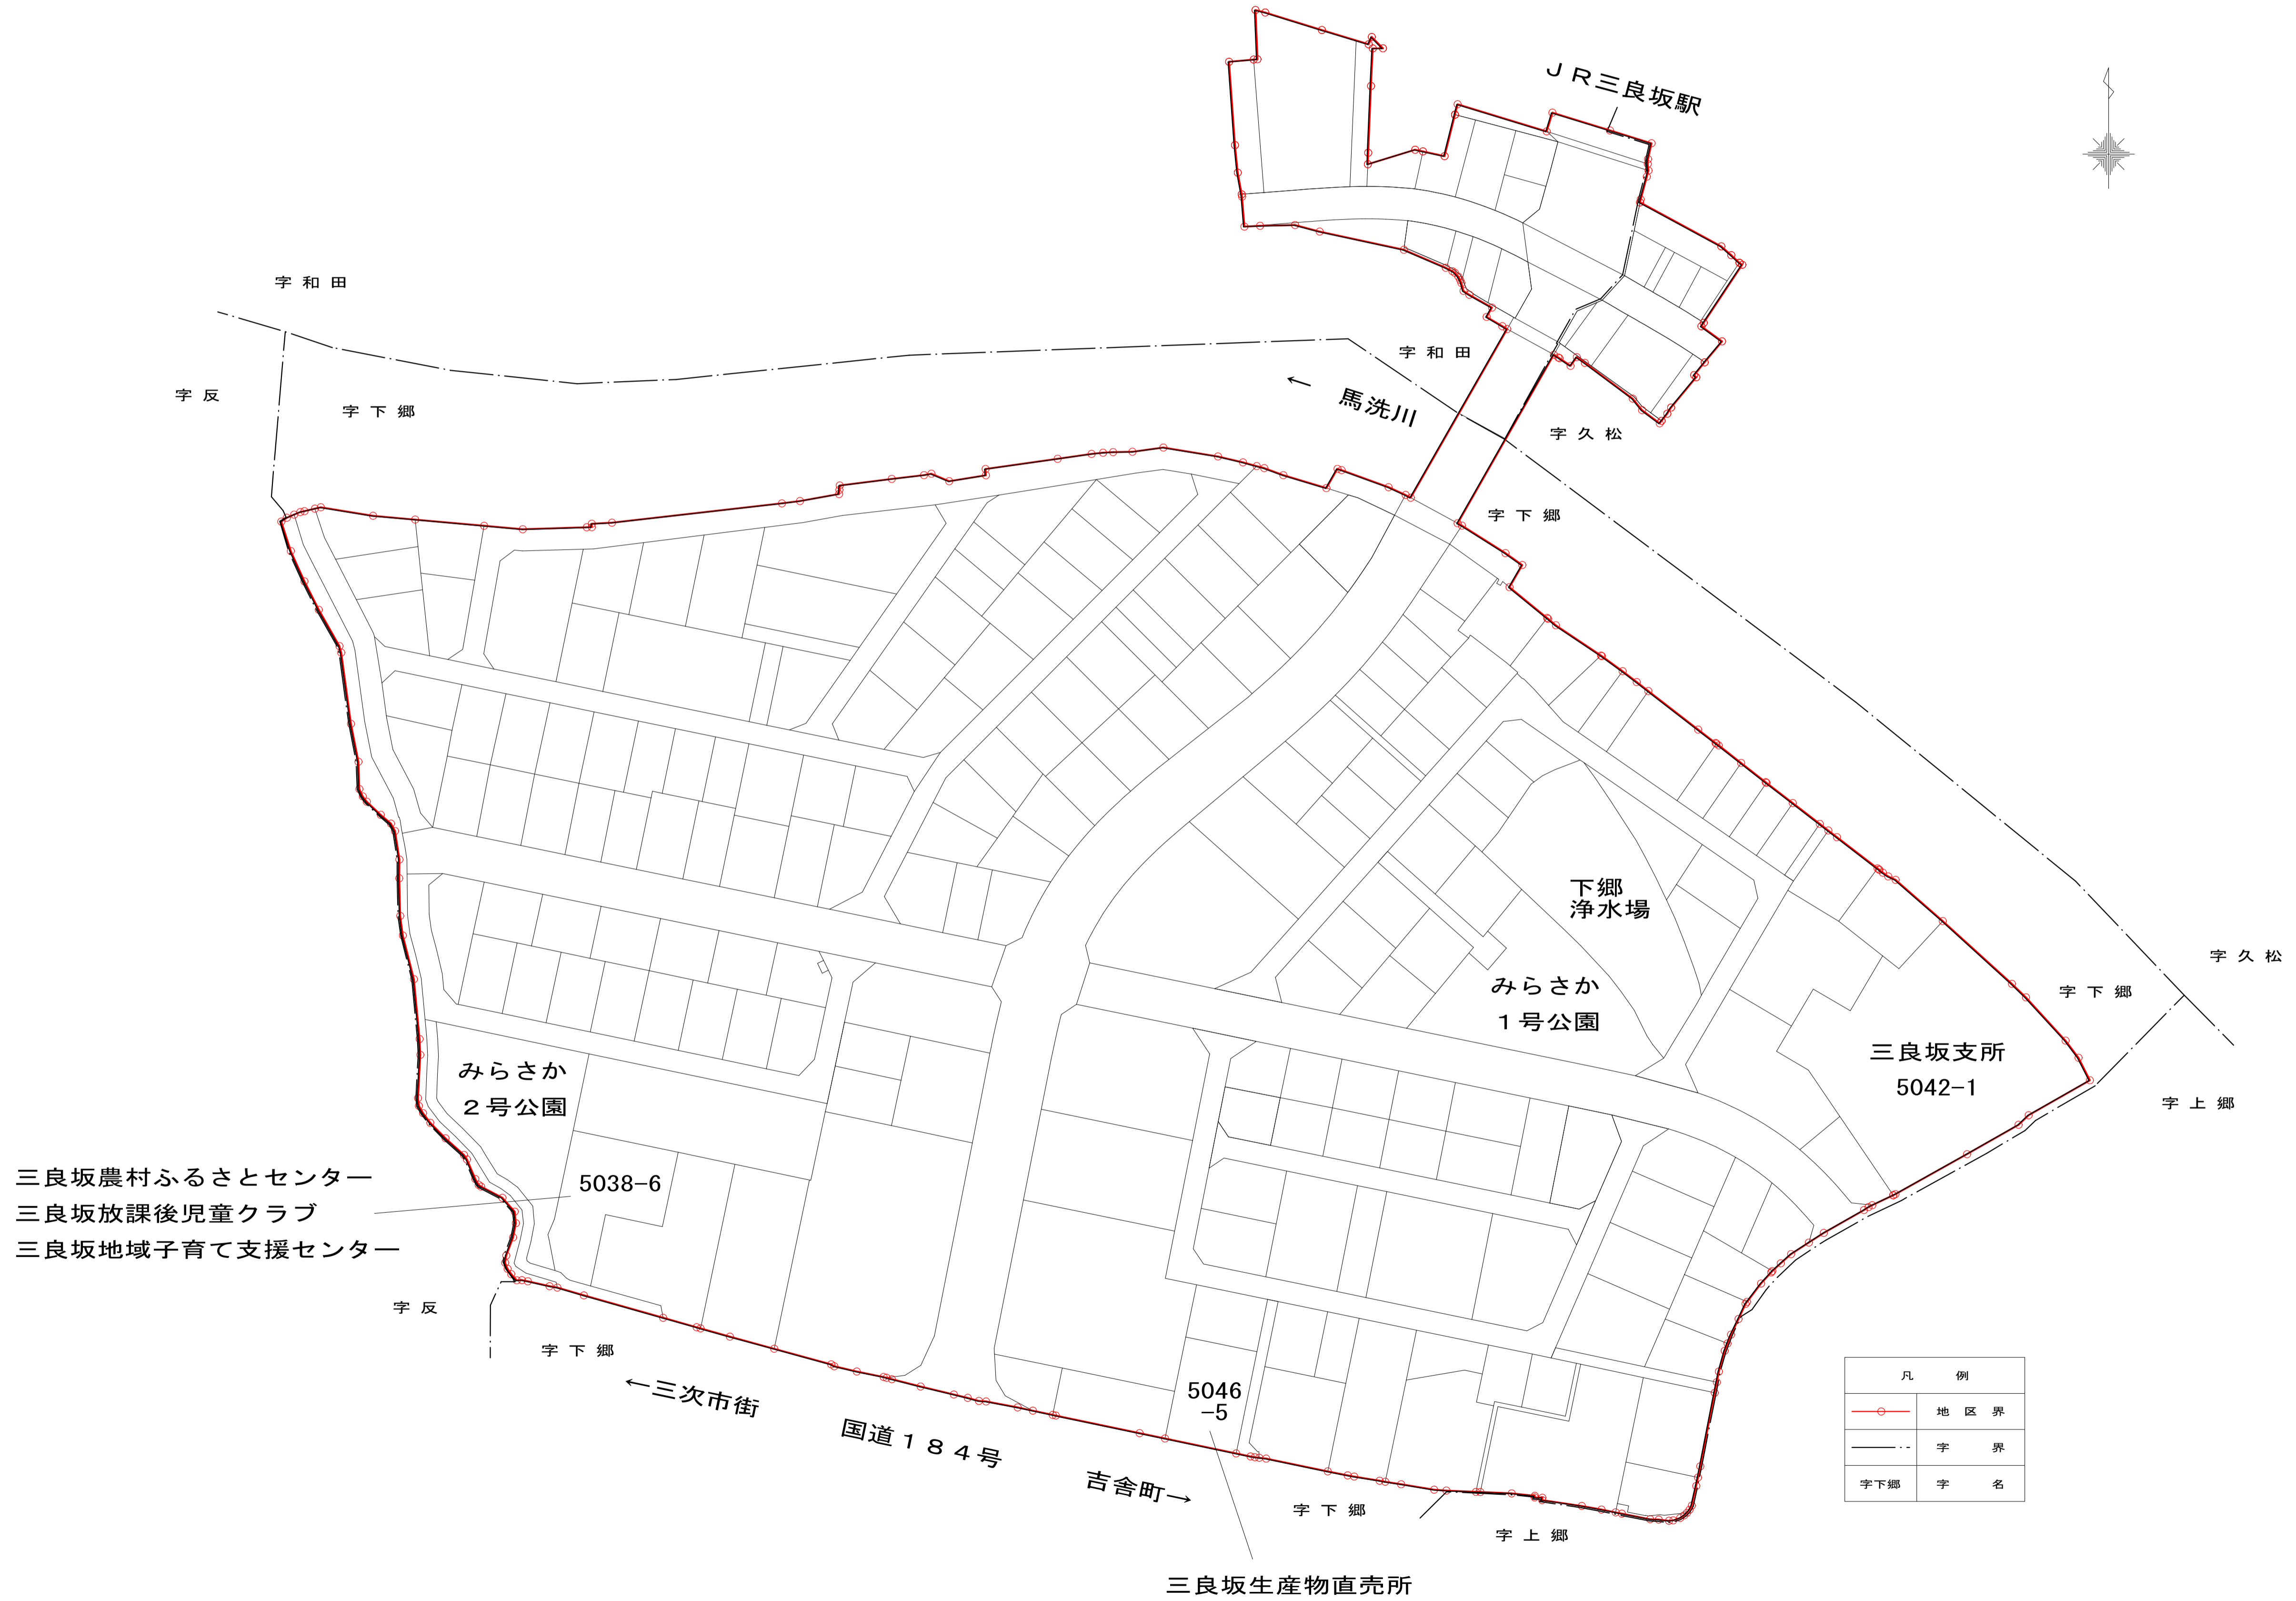 ＪＲ三良坂駅
字 和 田
字 反
字 下 郷
字 和 田
← 馬洗川
字 久 松
字 下 郷
下郷
浄水場
みらさか
１号公園
字 久 松
字 下 郷
三良坂支所
5042-1
字 上 郷
みらさか
２号公園
三良坂農村ふるさとセンター
三良坂放課後児童クラブ
三良坂地域子育て支援センター
5038-6
字 反
字 下 郷
←三次市街
国道１８４号
吉舎町→
5046
-5
字 下 郷
字 上 郷
三良坂生産物直売所
凡 例
地 区 界
字 界
字下郷 字 名